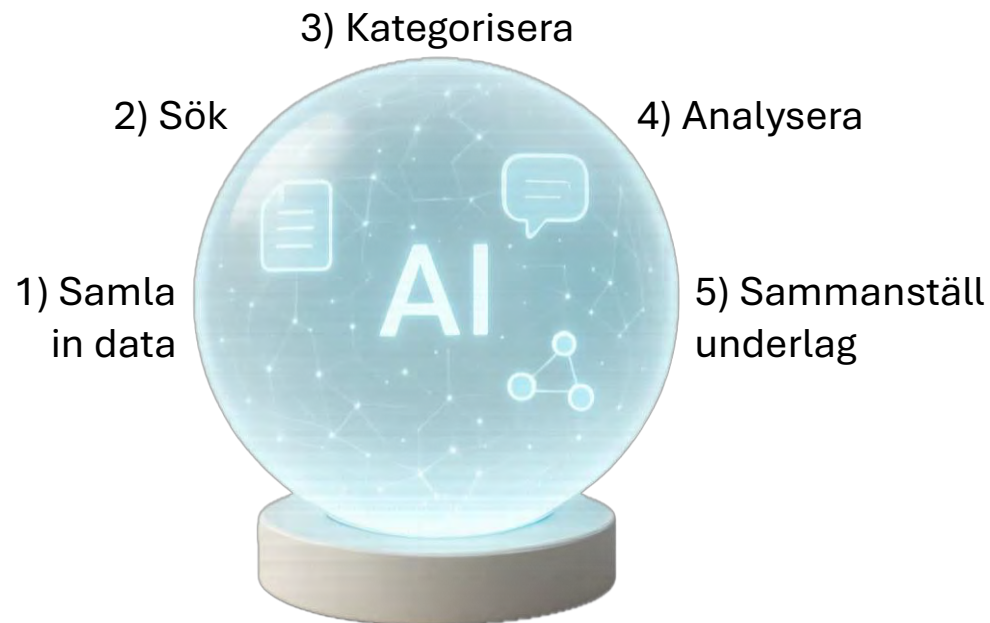 1) Samla
in data
2) Sök
3) Kategorisera
4) Analysera
5) Sammanställ
underlag
AI